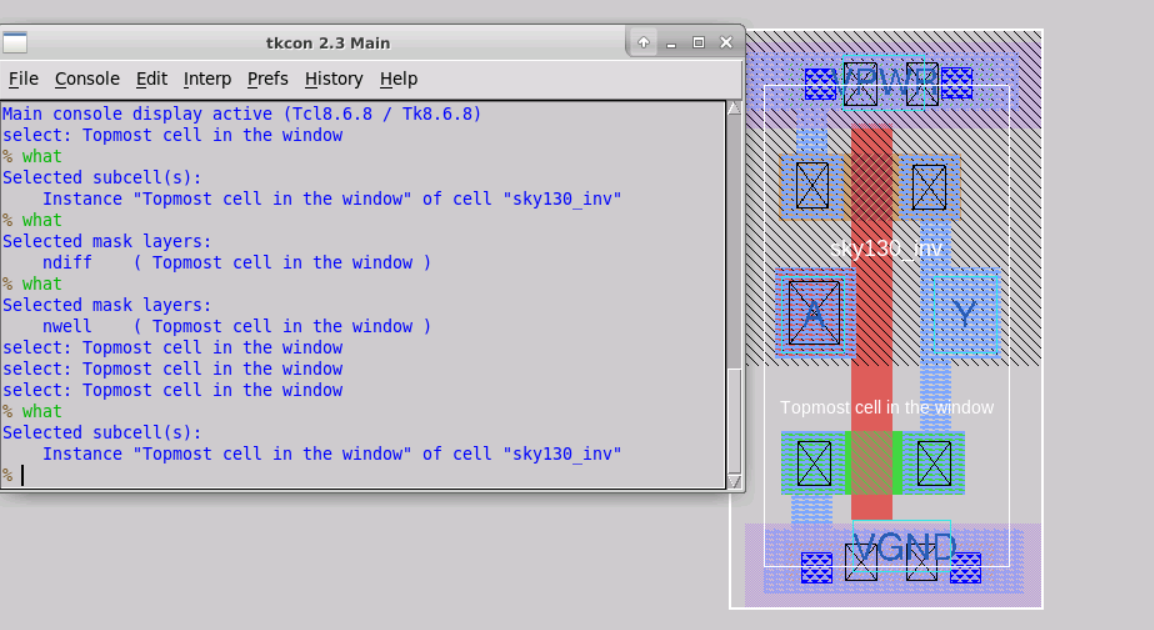 tkcon 2.3 Main
File Console Edit Interp Prefs History Help
Main console display active (Tcl8.6.8 / Tk8.6.8)
select: Topmost cell in the window
% what
Selected subcell(s):
    Instance "Topmost cell in the window" of cell "sky130_inv"
% what
Selected mask layers:
    ndiff    ( Topmost cell in the window )
% what
Selected mask layers:
    nwell    ( Topmost cell in the window )
select: Topmost cell in the window
select: Topmost cell in the window
select: Topmost cell in the window
% what
Selected subcell(s):
    Instance "Topmost cell in the window" of cell "sky130_inv"
%
VPWR
sky130_inv
A Y
Topmost cell in the window
VGND